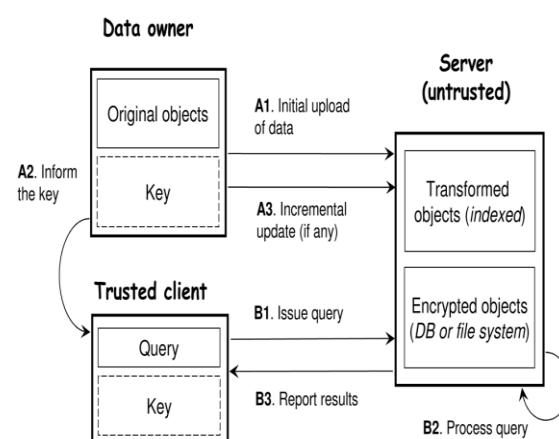 Data owner
Original objects
Key
A1. Initial upload
of data
A2. Inform
the key
A3. Incremental
update (if any)
Server
(untrusted)
Transformed
objects (indexed)
Encrypted objects
(DB or file system)
Trusted client
Query
Key
B1. Issue query
B3. Report results
B2. Process query